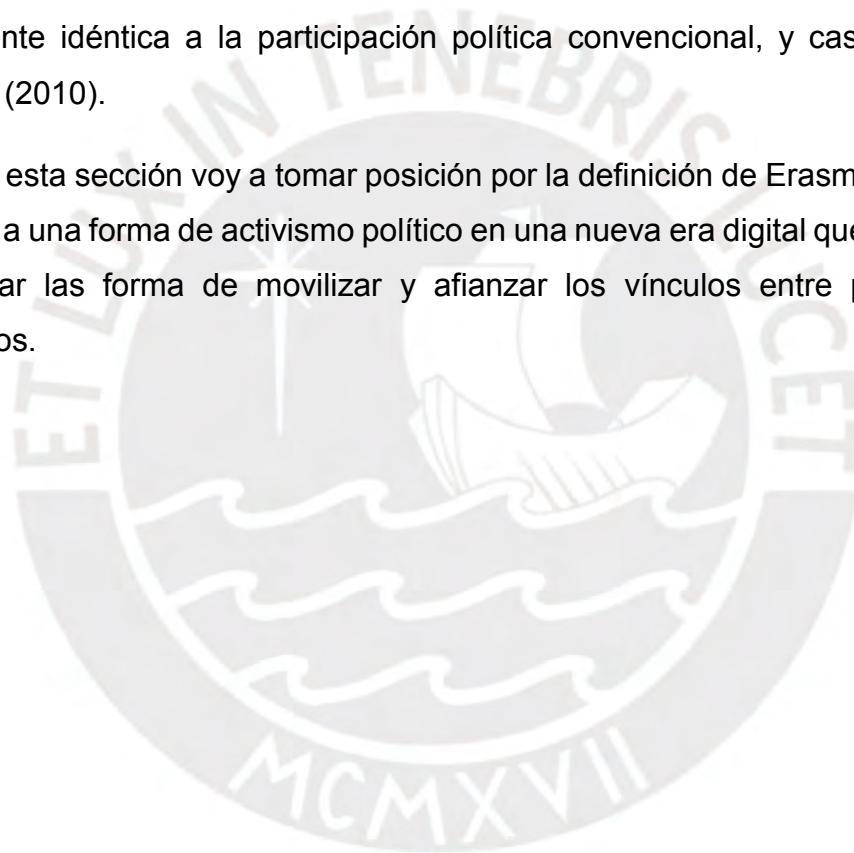 nte idéntica a la participación política convencional, y cas
(2010).
esta sección voy a tomar posición por la definición de Erasm
a una forma de activismo político en una nueva era digital que
ar las forma de movilizar y afianzar los vínculos entre p
os.
ET LUX IN TENEBRIS LUCET
MCMXVII